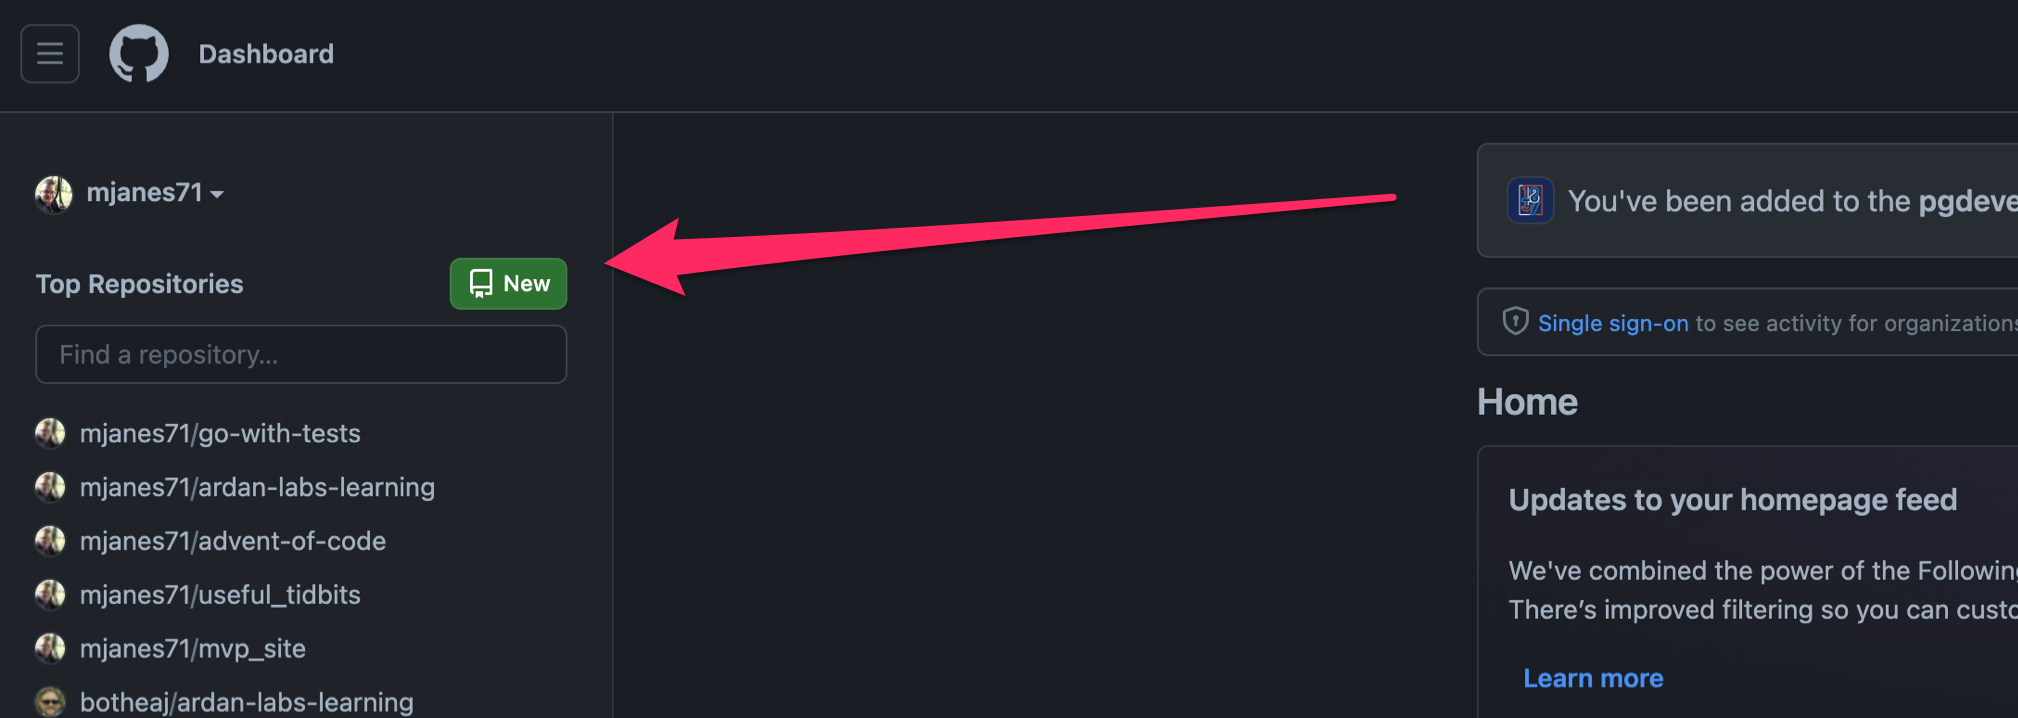 Dashboard
mjanes71
Top Repositories
New
Find a repository...
mjanes71/go-with-tests
mjanes71/ardan-labs-learning
mjanes71/advent-of-code
mjanes71/useful_tidbits
mjanes71/mvp_site
botheaj/ardan-labs-learning
You've been added to the pgdeve
Single sign-on to see activity for organizations
Home
Updates to your homepage feed
We've combined the power of the Following
There’s improved filtering so you can custo
Learn more